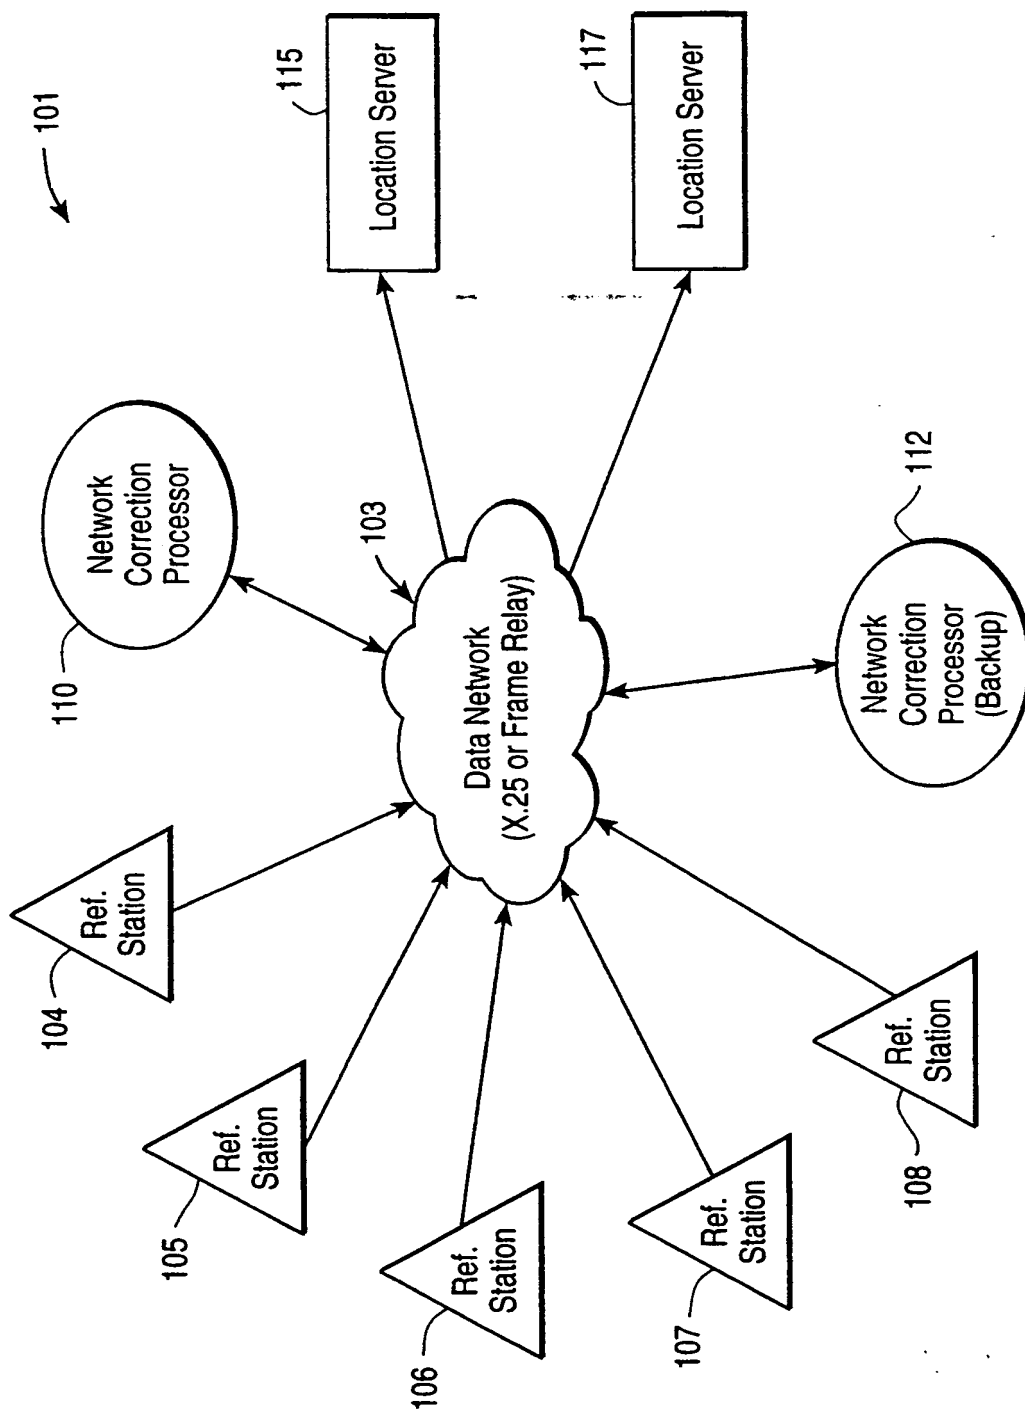 101
Network
Correction
Processor
110
115
Location Server
117
Location Server
103
Data Network
(X.25 or Frame Relay)
112
Network
Correction
Processor
(Backup)
Ref.
Station
104
Ref.
Station
105
Ref.
Station
106
Ref.
Station
107
Ref.
Station
108